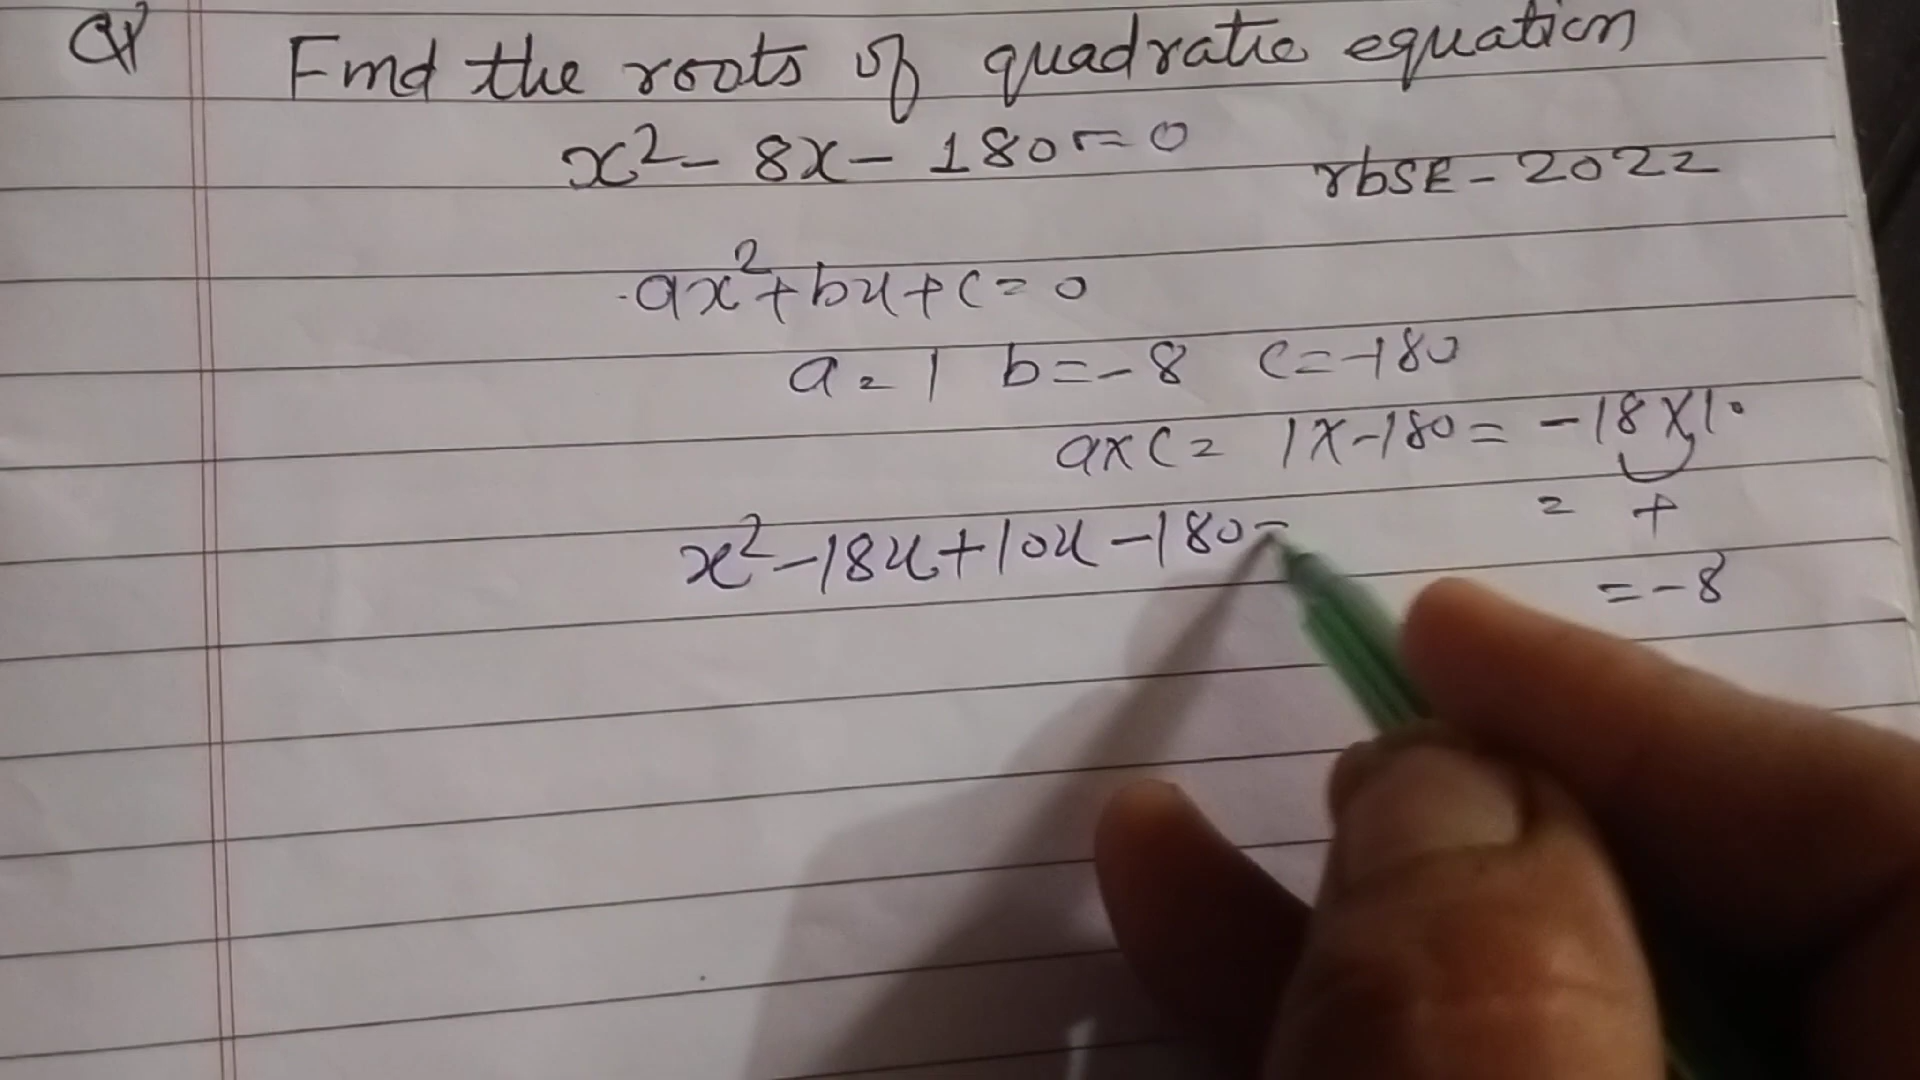 Q1 Find the roots of quadratic equation
x² - 8x - 180 = 0
rbSE - 2022
ax² + bx + c = 0
a = 1 b = -8 c = -180
a×c = 1×-180 = -18×10
= +
x² - 18x + 10x - 180 =
= -8